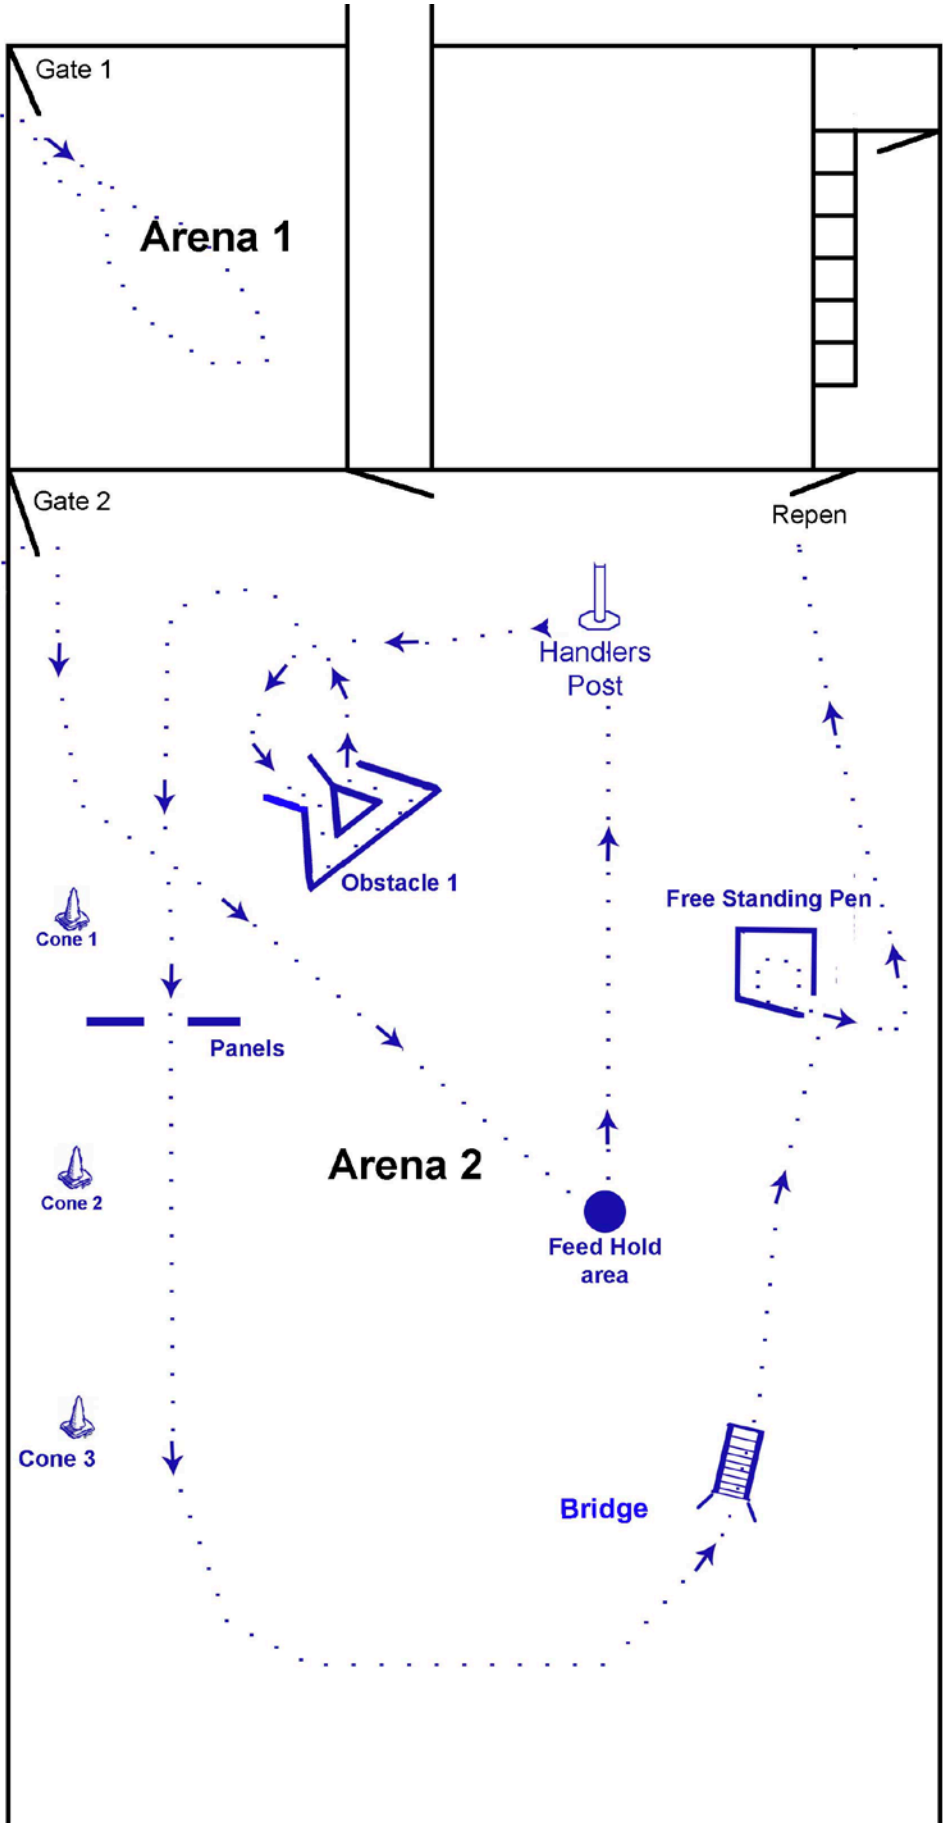 Gate 1
Arena 1
Gate 2
Repen
Handlers
Post
Obstacle 1
Free Standing Pen
Cone 1
Panels
Arena 2
Cone 2
Feed Hold
area
Cone 3
Bridge